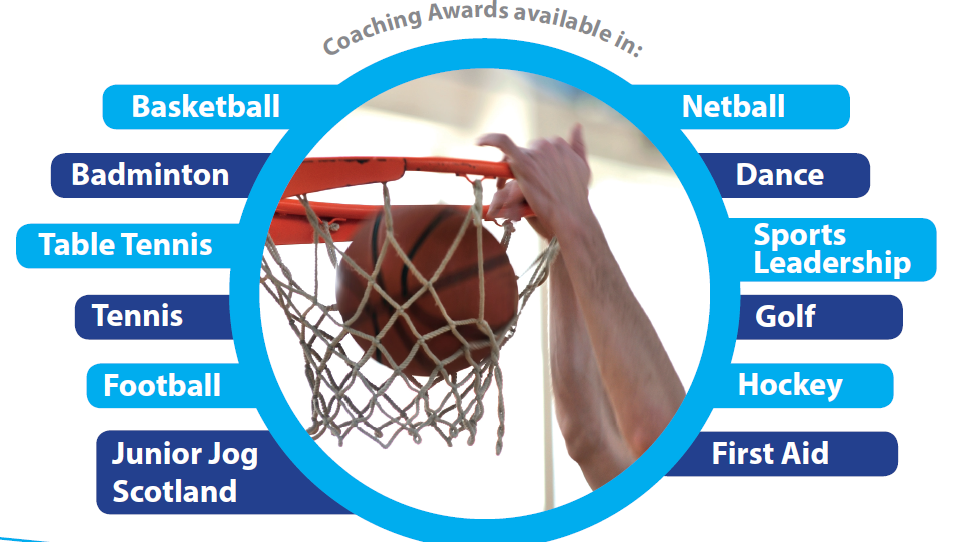 Coaching Awards available in:
Basketball
Badminton
Table Tennis
Tennis
Football
Junior Jog
Scotland
Netball
Dance
Sports
Leadership
Golf
Hockey
First Aid